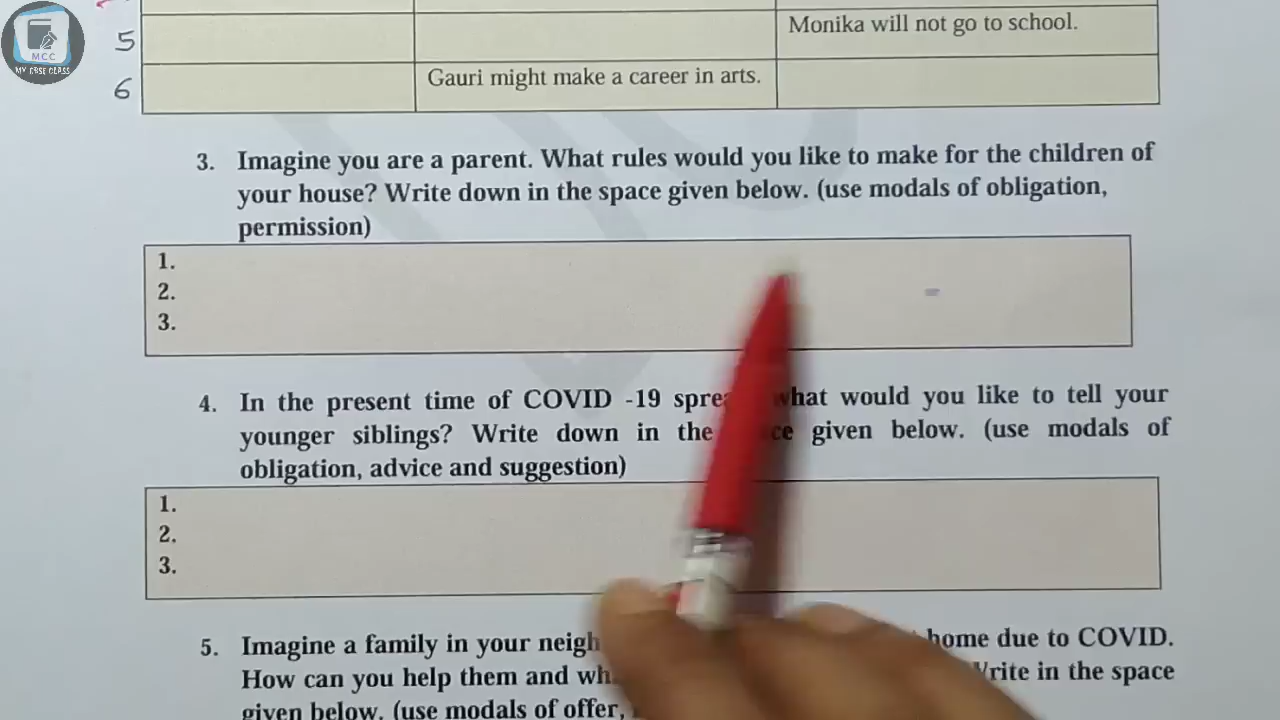 MCC
MY CBSE CLASS
5
Monika will not go to school.
6
Gauri might make a career in arts.
3. Imagine you are a parent. What rules would you like to make for the children of
your house? Write down in the space given below. (use modals of obligation,
permission)
1.
2.
3.
4. In the present time of COVID -19 what would you like to tell your
younger siblings? Write down in the given below. (use modals of
obligation, advice and suggestion)
1.
2.
3.
5. Imagine a family in your home due to COVID.
How can you help them and Write in the space
given below. (use modals of offer,